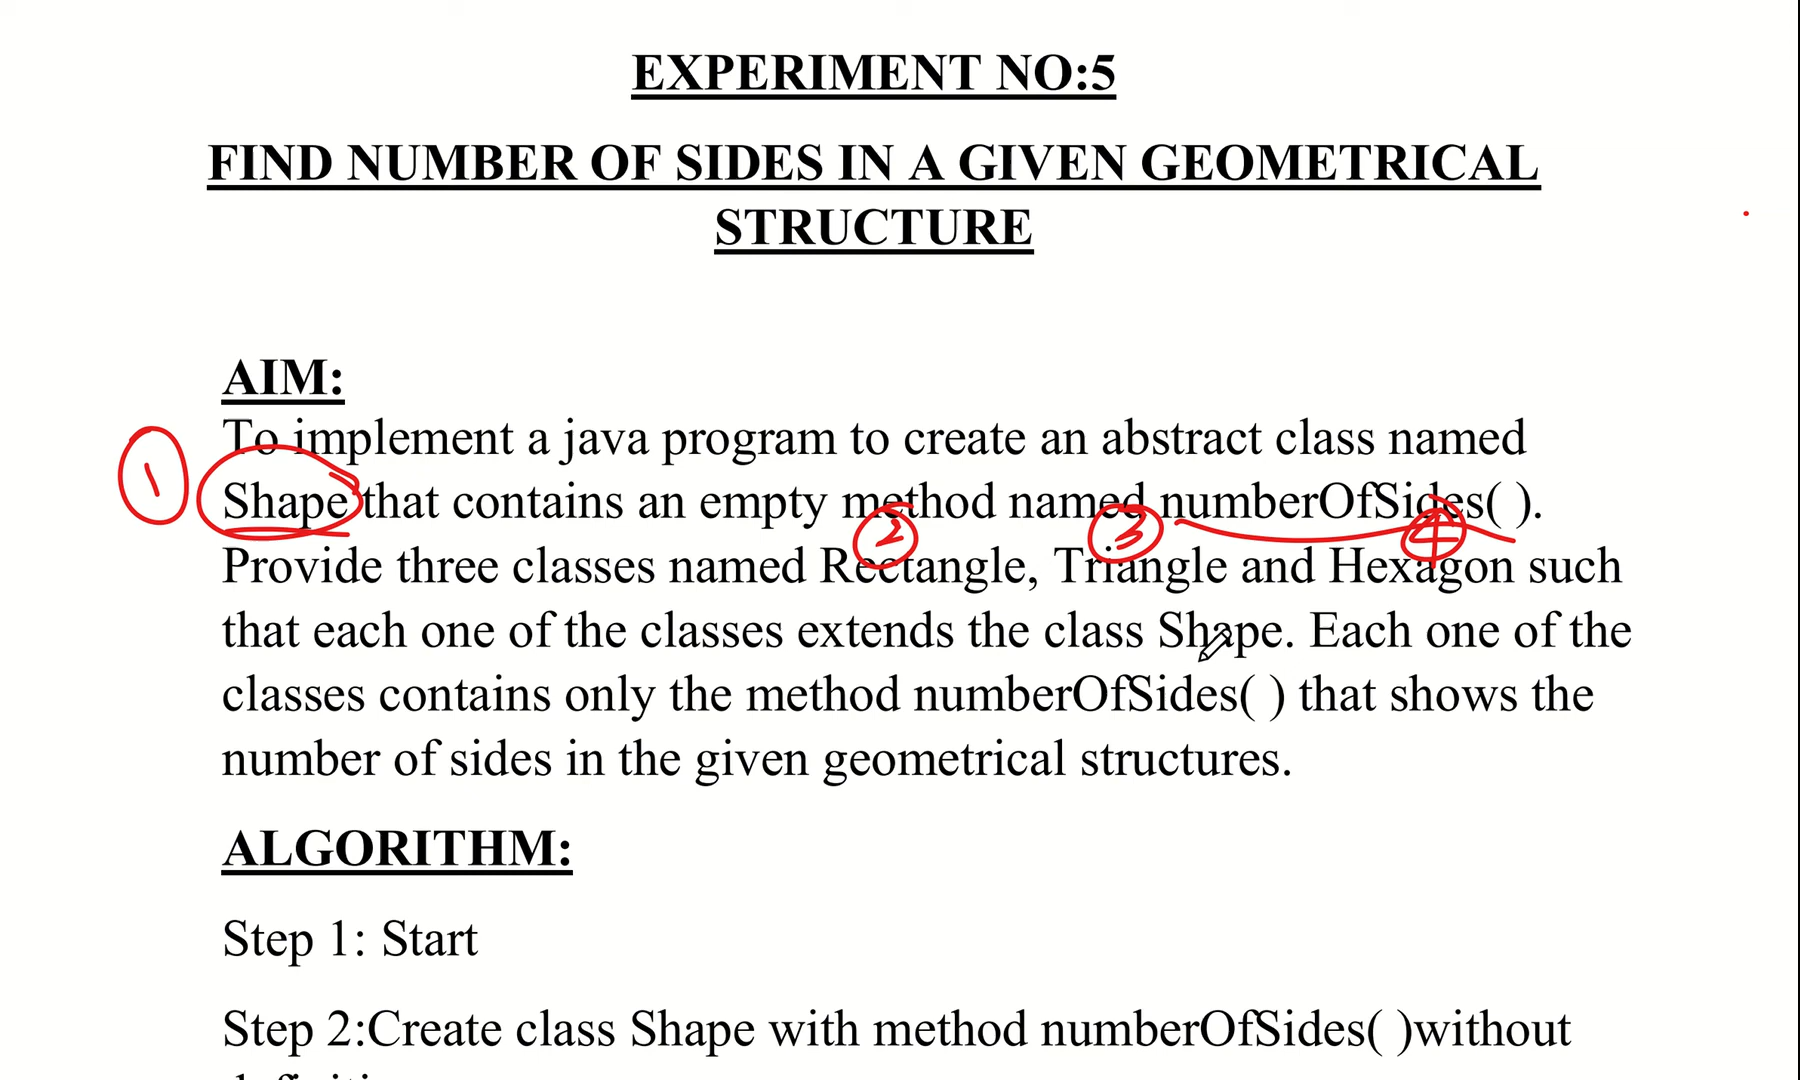 EXPERIMENT NO:5
FIND NUMBER OF SIDES IN A GIVEN GEOMETRICAL
STRUCTURE
AIM:
To implement a java program to create an abstract class named
1
Shape that contains an empty method named numberOfSides( ).
2 3 4
Provide three classes named Rectangle, Triangle and Hexagon such
that each one of the classes extends the class Shape. Each one of the
classes contains only the method numberOfSides( ) that shows the
number of sides in the given geometrical structures.
ALGORITHM:
Step 1: Start
Step 2:Create class Shape with method numberOfSides( )without